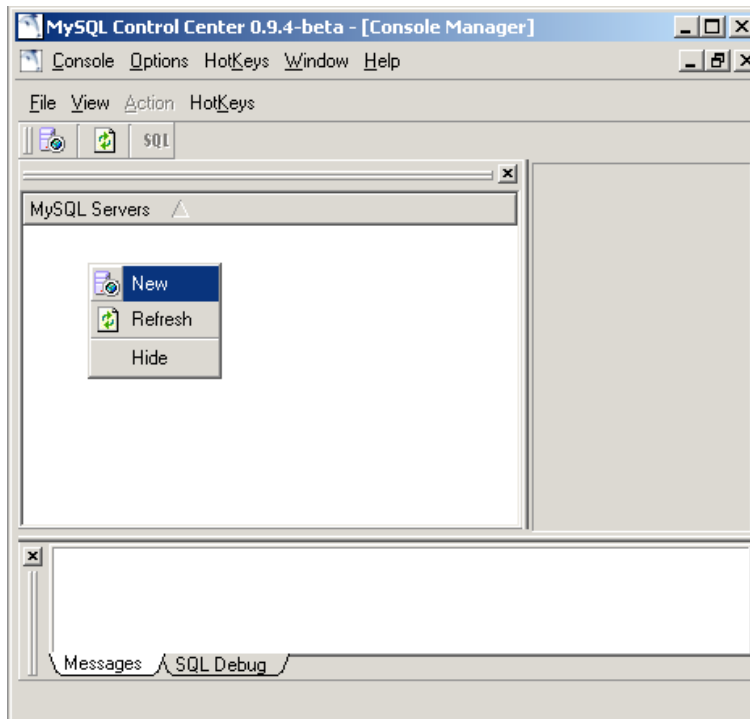 MySQL Control Center 0.9.4-beta - [Console Manager]
Console Options HotKeys Window Help
File View Action HotKeys
SQL
MySQL Servers
New
Refresh
Hide
Messages SQL Debug